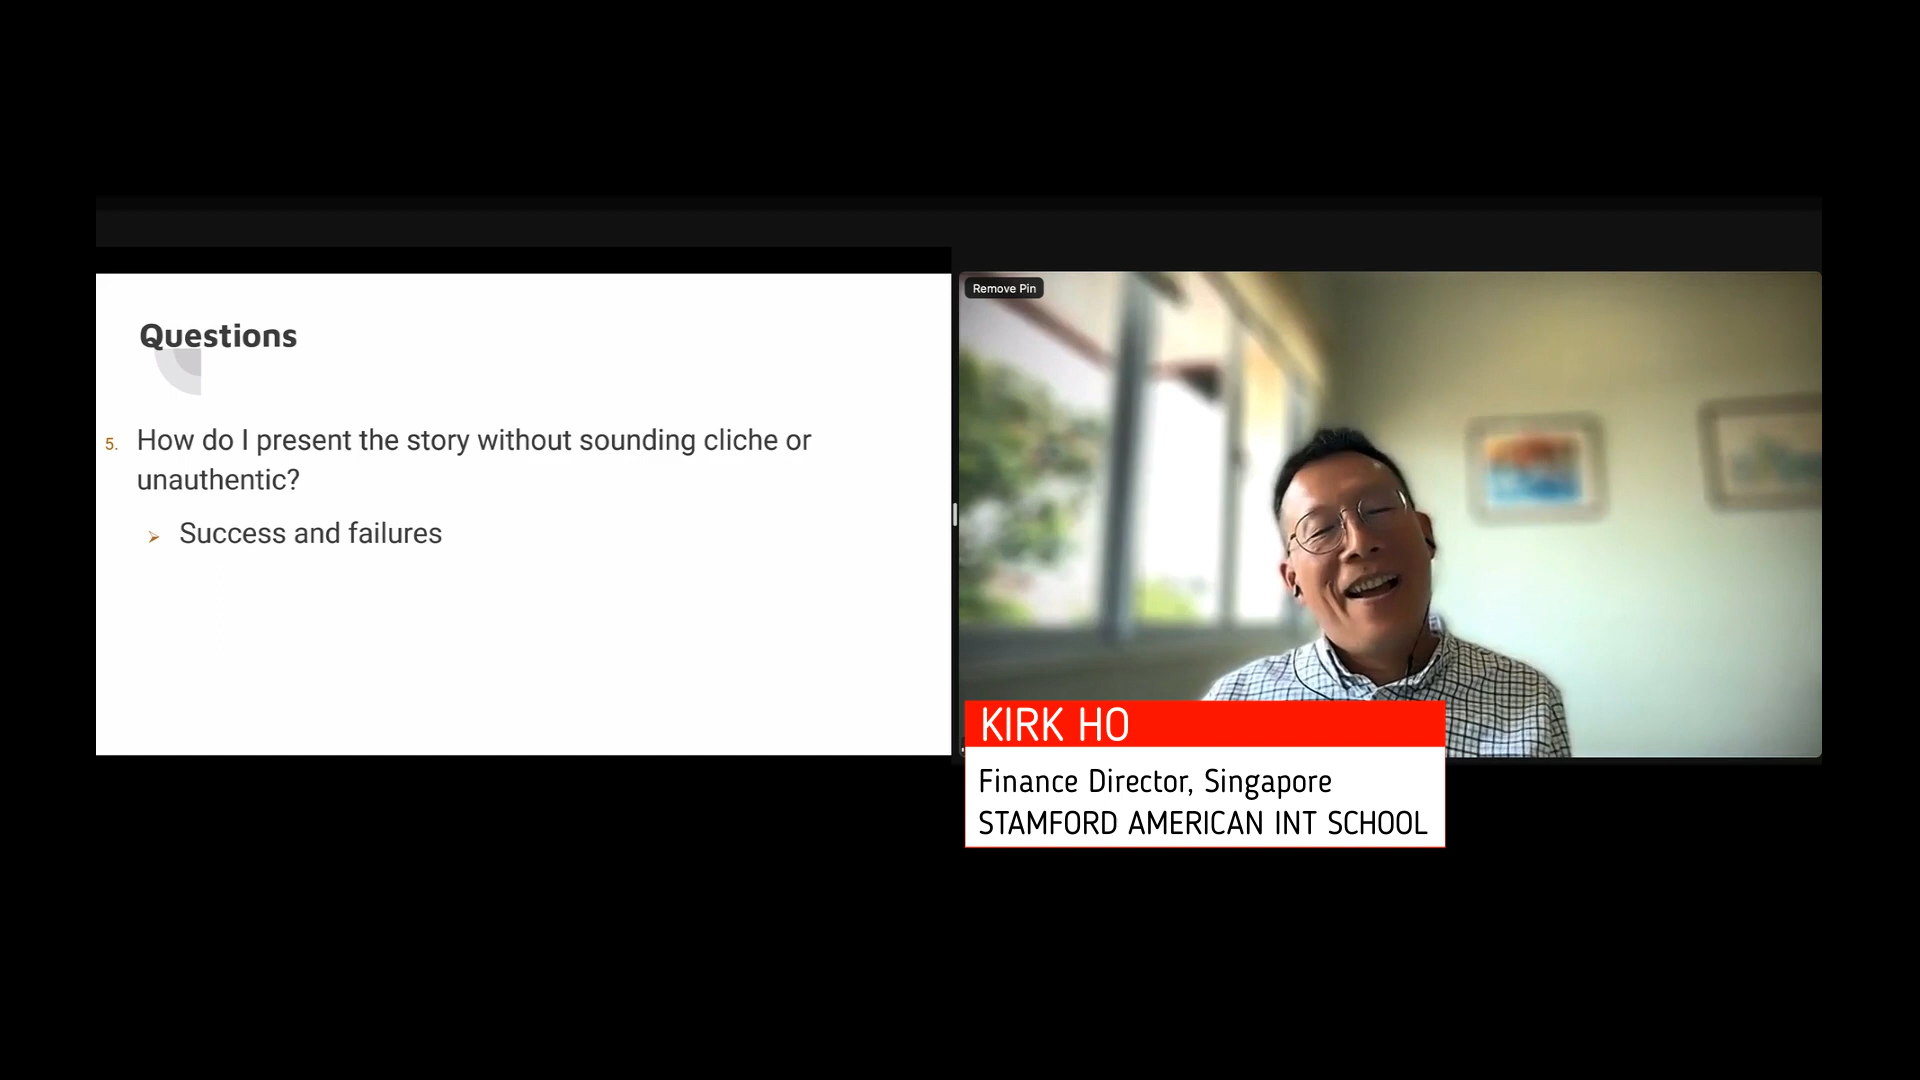 Questions
5. How do I present the story without sounding cliche or
unauthentic?
Success and failures
Remove Pin
KIRK HO
Finance Director, Singapore
STAMFORD AMERICAN INT SCHOOL